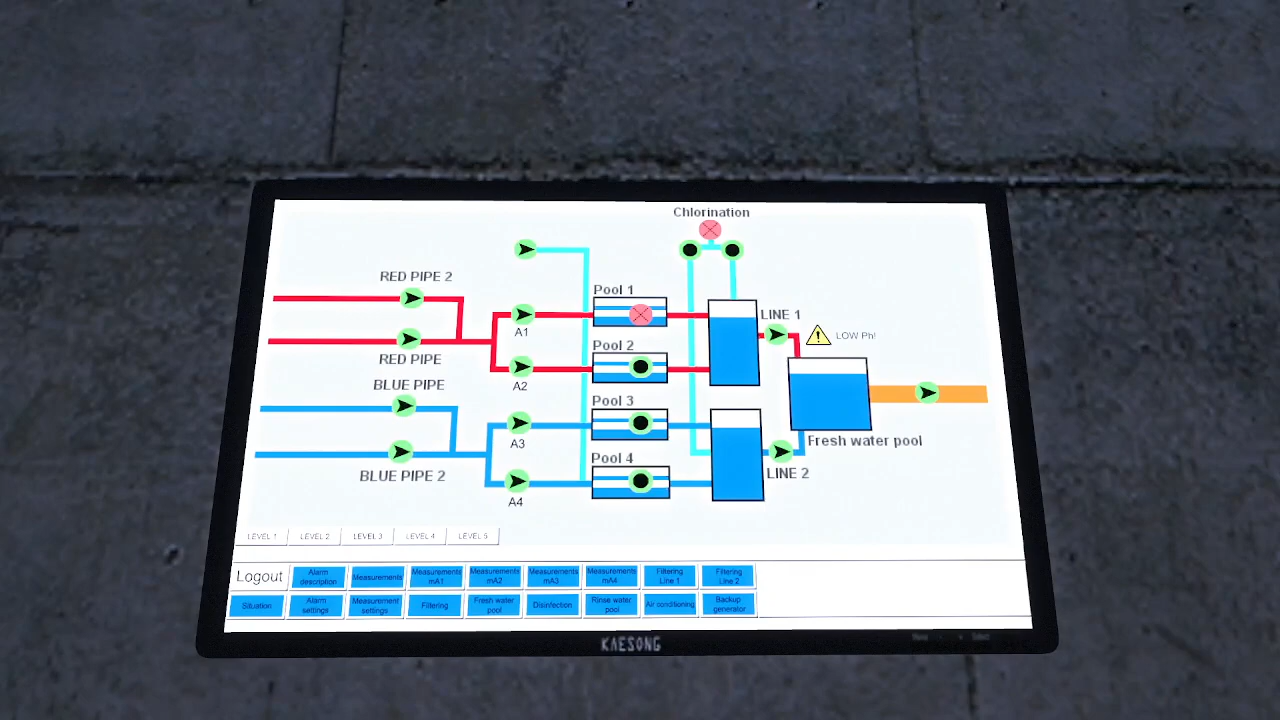 Chlorination
RED PIPE 2
Pool 1
A1
LINE 1
LOW Ph!
Pool 2
RED PIPE
A2
BLUE PIPE
Pool 3
A3
Fresh water pool
Pool 4
BLUE PIPE 2
LINE 2
A4
LEVEL 1
LEVEL 2
LEVEL 3
LEVEL 4
LEVEL 5
Logout
Alarm
description
Measurements
Measurements
mA1
Measurements
mA2
Measurements
mA3
Measurements
mA4
Filtering
Line 1
Filtering
Line 2
Situation
Alarm
settings
Measurement
settings
Filtering
Fresh water
pool
Disinfection
Rinse water
pool
Air conditioning
Backup
generator
KAESONG
Menu - + Select